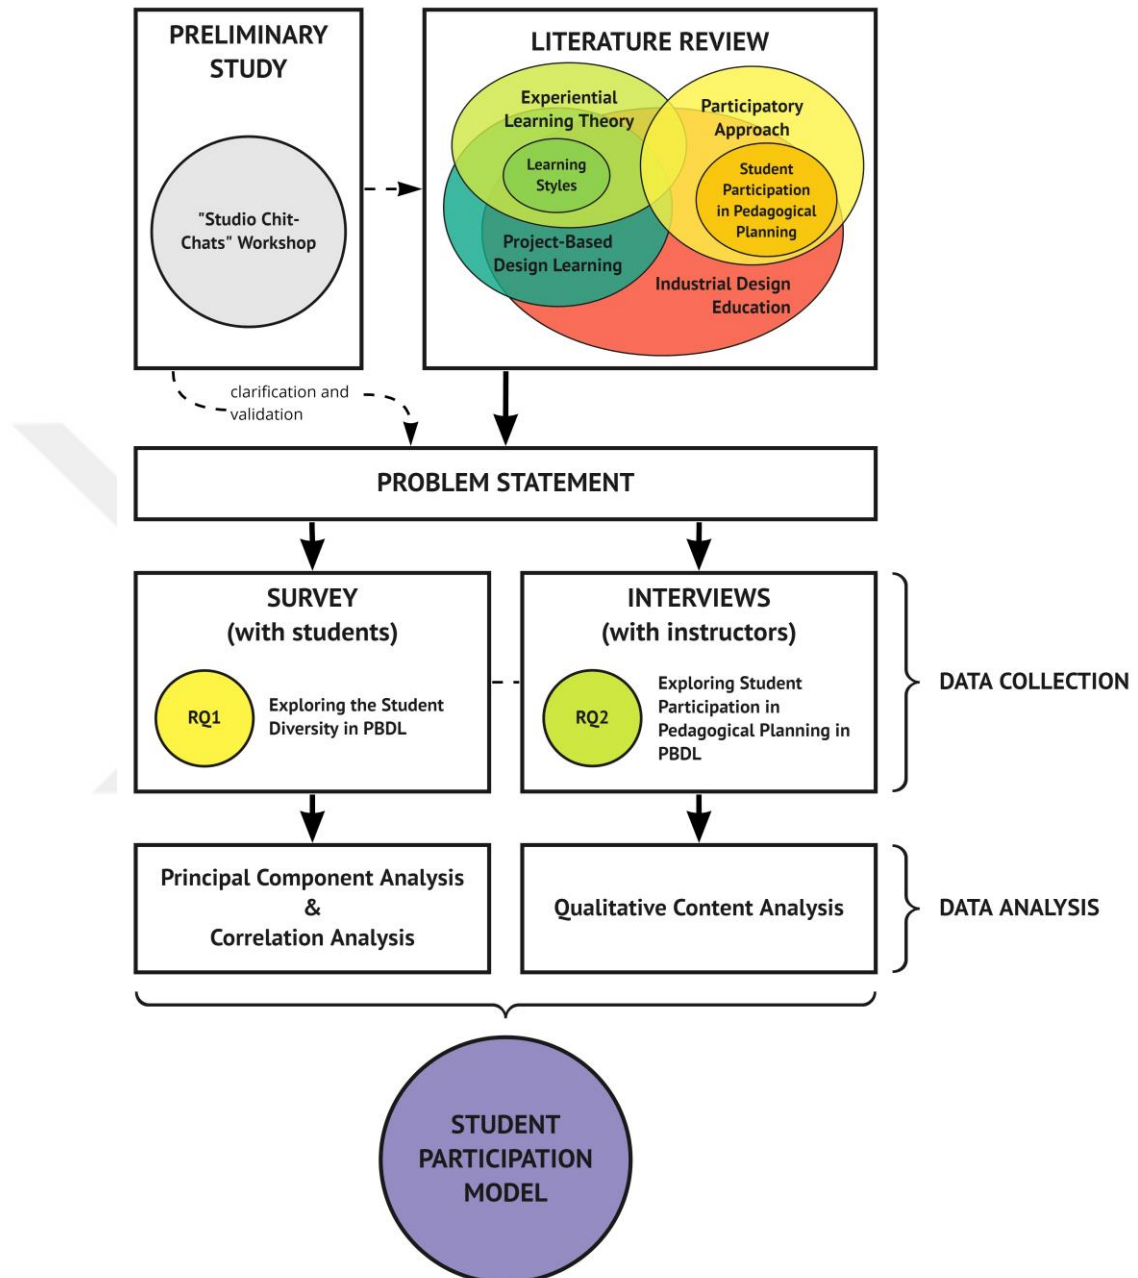 PRELIMINARY
STUDY
"Studio Chit-
Chats" Workshop
LITERATURE REVIEW
Experiential
Learning Theory
Learning
Styles
Participatory
Approach
Student
Participation
in Pedagogical
Planning
Project-Based
Design Learning
Industrial Design
Education
clarification and
validation
PROBLEM STATEMENT
SURVEY
(with students)
RQ1
Exploring the Student
Diversity in PBDL
INTERVIEWS
(with instructors)
RQ2
Exploring Student
Participation in
Pedagogical Planning in
PBDL
DATA COLLECTION
Principal Component Analysis
&
Correlation Analysis
Qualitative Content Analysis
DATA ANALYSIS
STUDENT
PARTICIPATION
MODEL